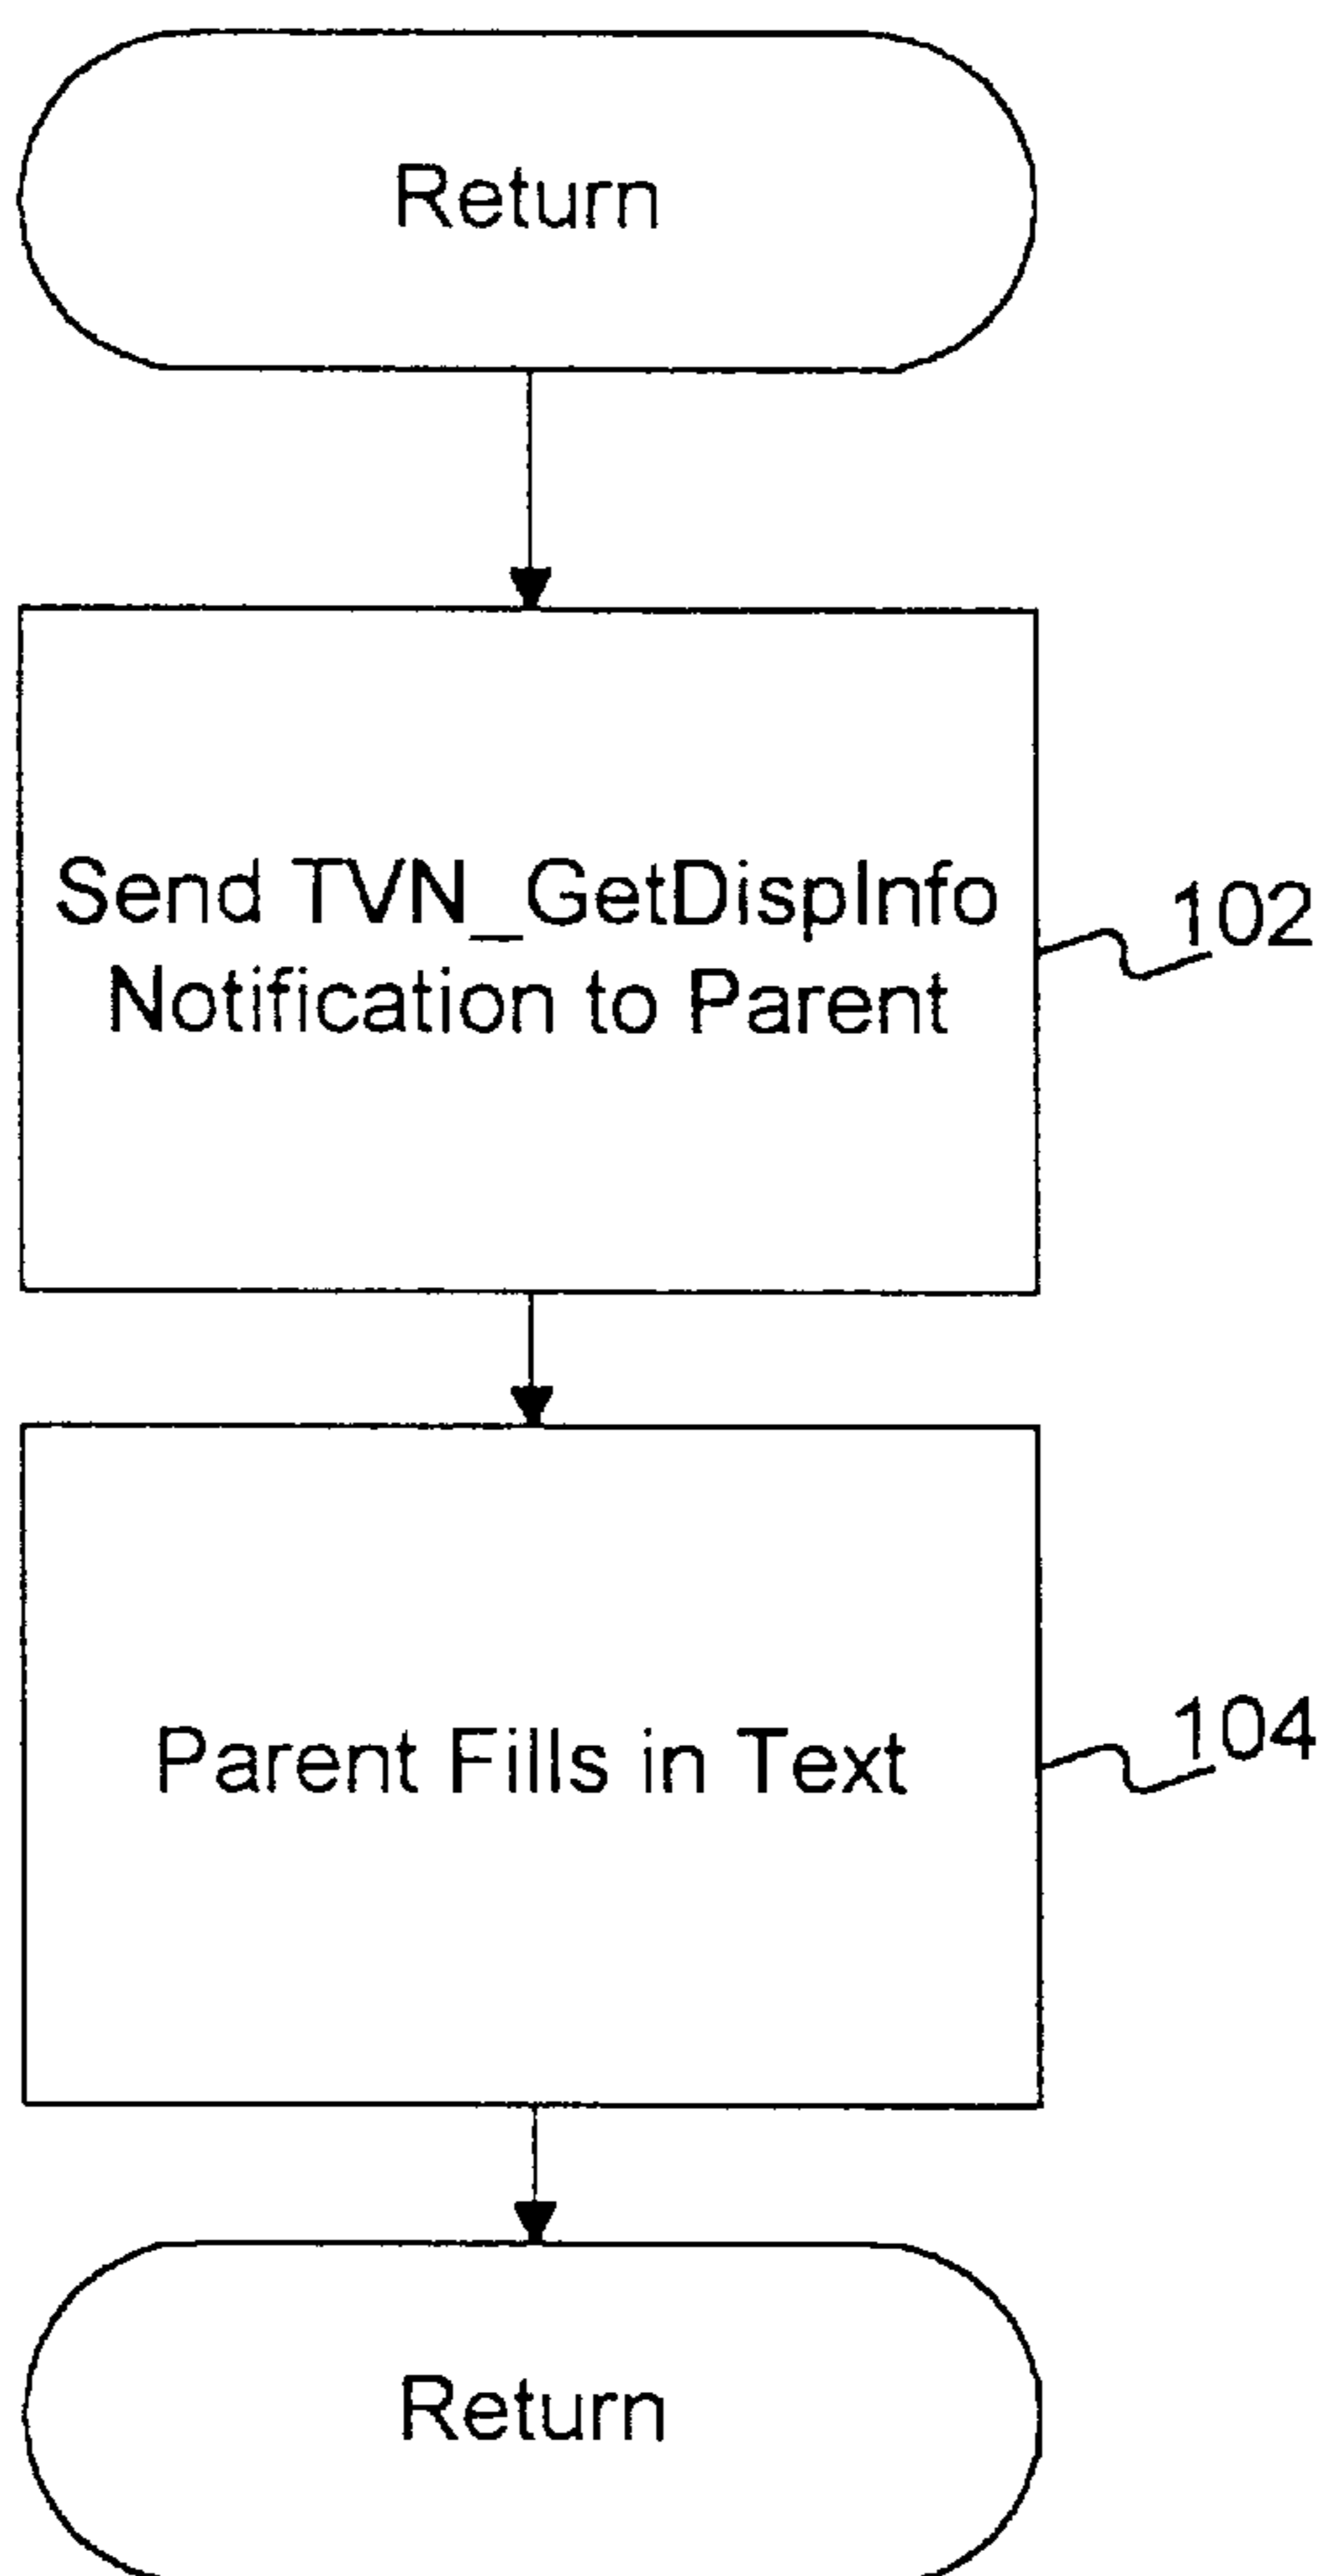 Return
Send TVN_GetDispInfo
Notification to Parent
102
Parent Fills in Text
104
Return